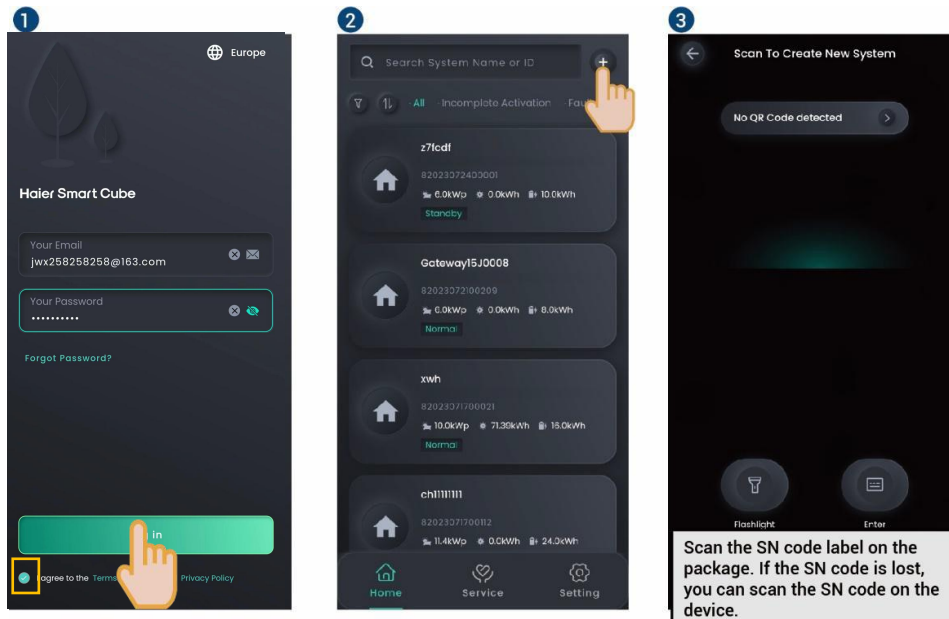 1
Europe
Haier Smart Cube
Your Email
jwx258258258@163.com
Your Password
Forgot Password?
in
I agree to the Terms Privacy Policy
2
Search System Name or ID
+
All Incomplete Activation Fau
z7fcdf
82023072400001
6.0kWp 0.0kWh 10.0kWh
Standby
Gateway15J0008
82023072100209
6.0kWp 0.0kWh 8.0kWh
Normal
xwh
82023071700021
10.0kWp 71.39kWh 16.0kWh
Normal
82023071700112
11.4kWp 0.0kWh 24.0kWh
Home Service Setting
3
Scan To Create New System
No QR Code detected
Flashlight Enter
Scan the SN code label on the
package. If the SN code is lost,
you can scan the SN code on the
device.